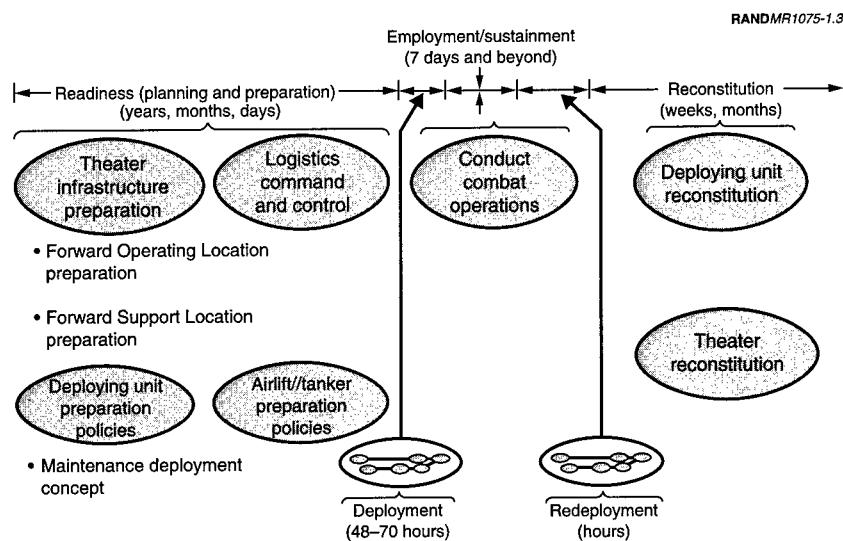 RANDMR1075-1.3
Employment/sustainment
(7 days and beyond)
Readiness (planning and preparation)
(years, months, days)
Reconstitution
(weeks, months)
Theater
infrastructure
preparation
Logistics
command
and control
Conduct
combat
operations
Deploying unit
reconstitution
• Forward Operating Location
preparation
• Forward Support Location
preparation
Theater
reconstitution
Deploying unit
preparation
policies
Airlift//tanker
preparation
policies
• Maintenance deployment
concept
Deployment
(48–70 hours)
Redeployment
(hours)